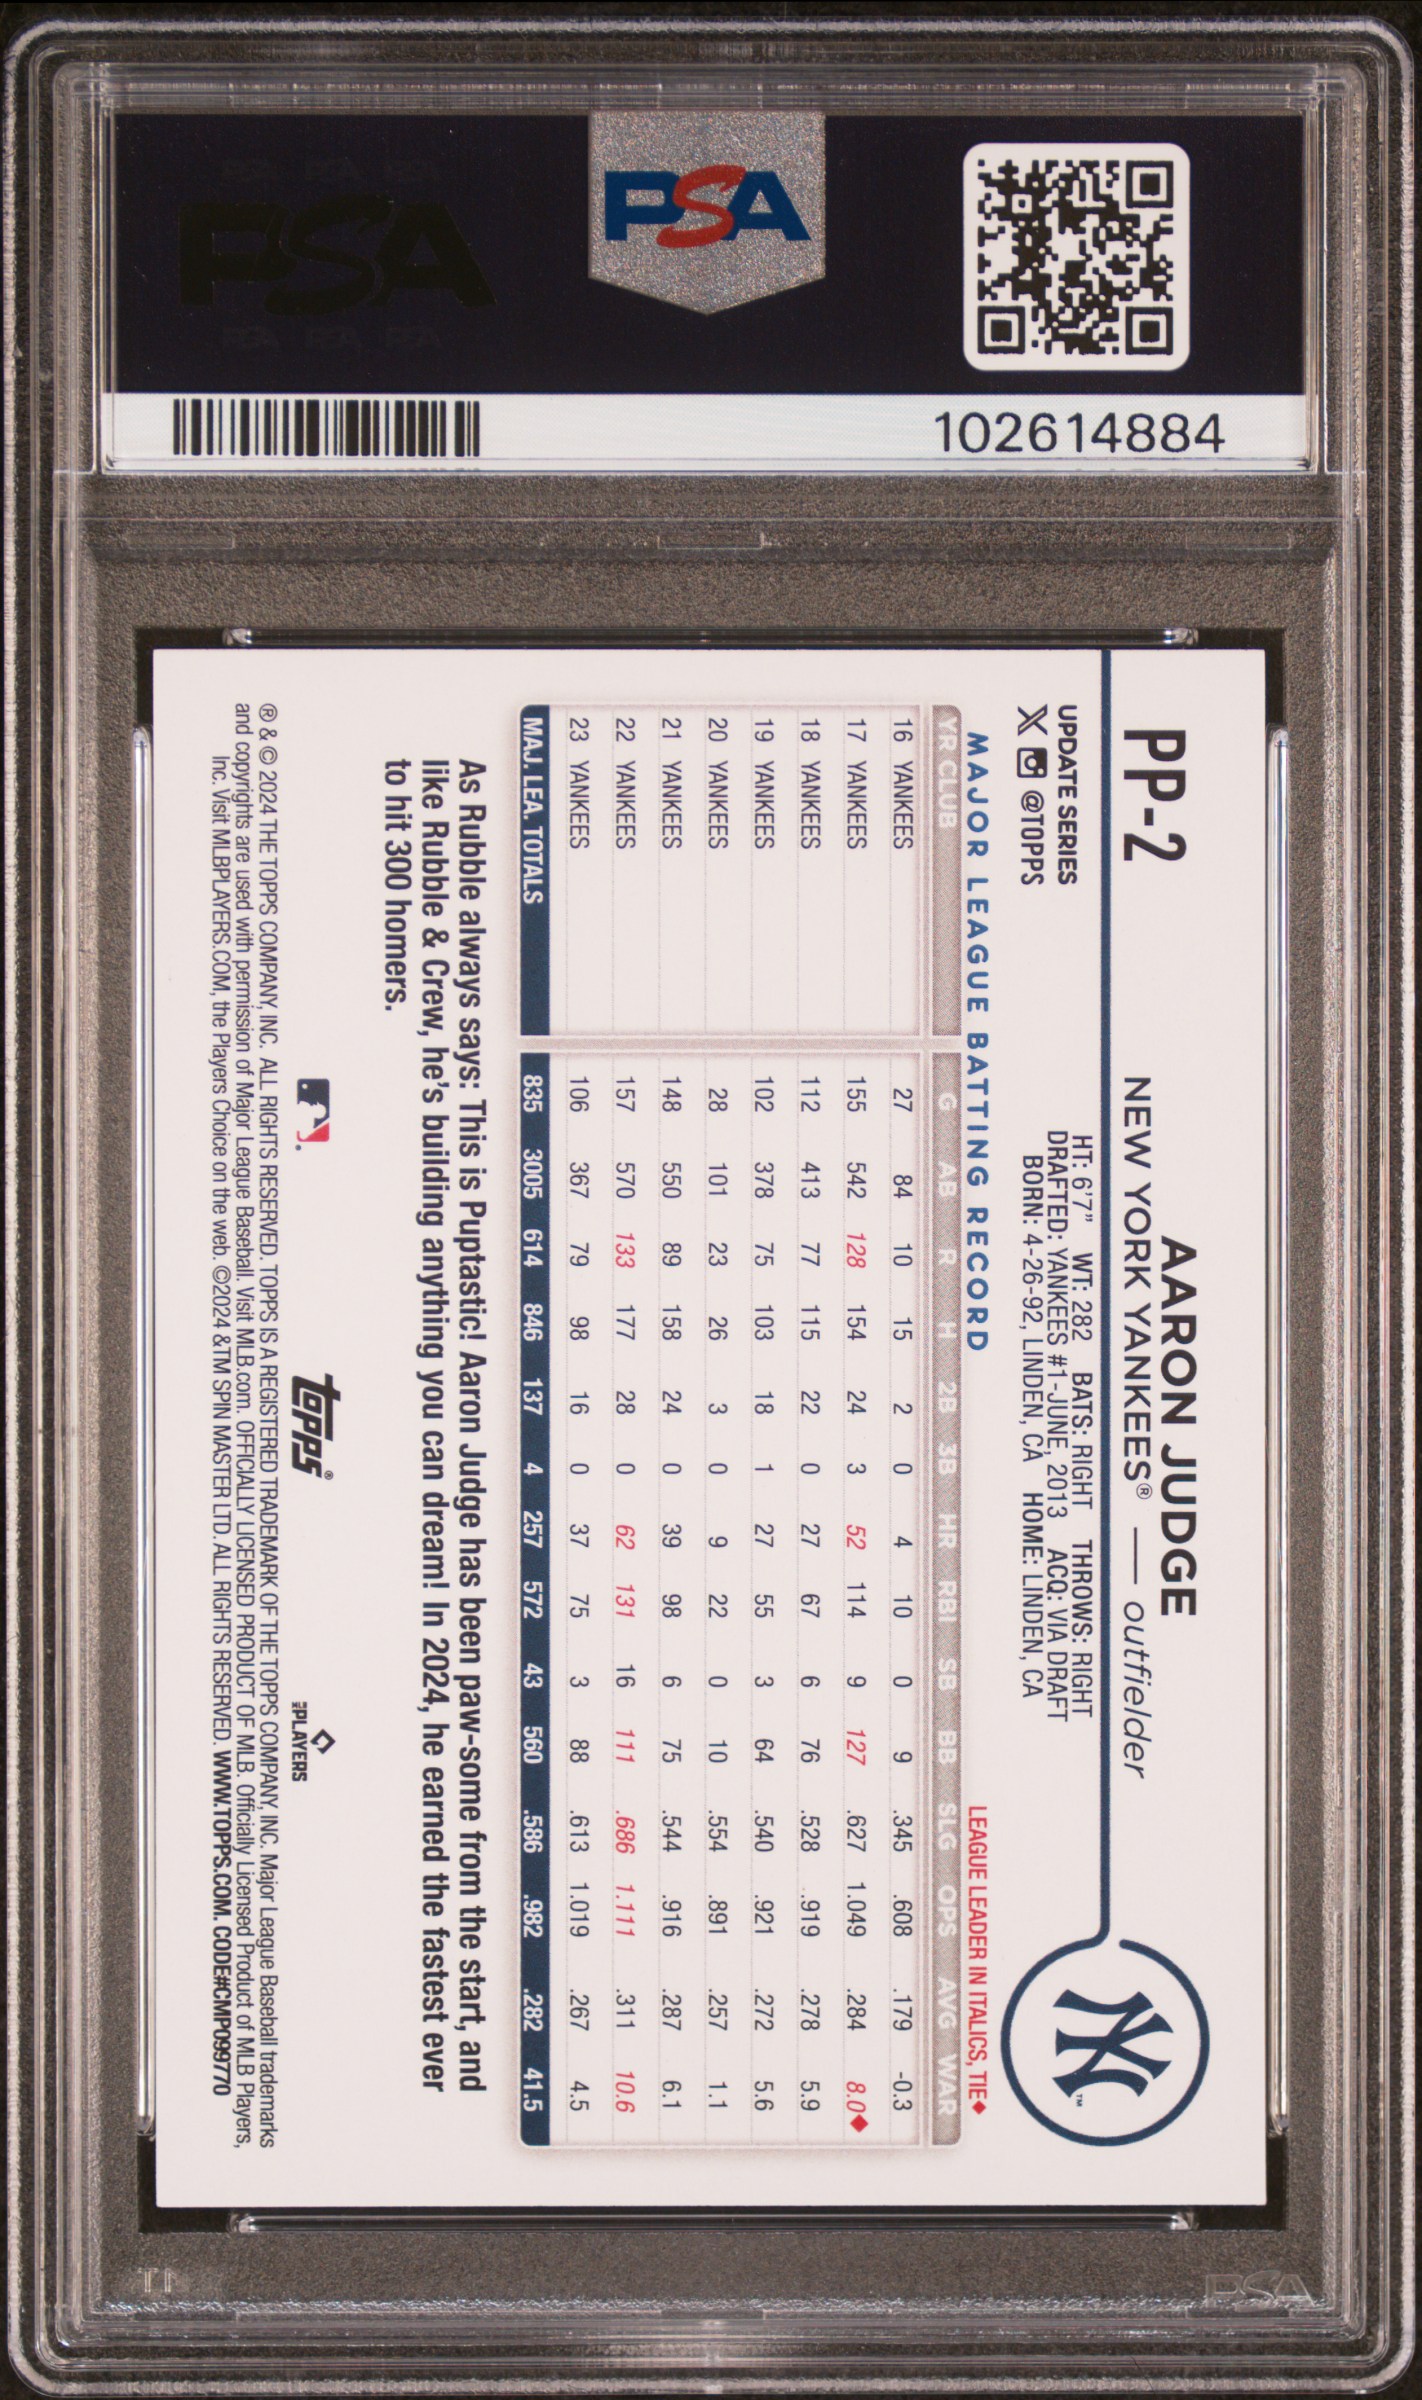 PSA
PSA
102614884
PP-2
AARON JUDGE
NEW YORK YANKEES® — outfielder
UPDATE SERIES
X @TOPPS
HT: 6'7" WT: 282 BATS: RIGHT THROWS: RIGHT
DRAFTED: YANKEES #1-JUNE, 2013 ACQ: VIA DRAFT
BORN: 4-26-92, LINDEN, CA HOME: LINDEN, CA
NY™
MAJOR LEAGUE BATTING RECORD
LEAGUE LEADER IN ITALICS, TIE♦
YR CLUB G AB R H 2B 3B HR RBI SB BB SLG OPS AVG WAR
16 YANKEES 27 84 10 15 2 0 4 10 0 9 .345 .608 .179 -0.3
17 YANKEES 155 542 128 154 24 3 52 114 9 127 .627 1.049 .284 8.0♦
18 YANKEES 112 413 77 115 22 0 27 67 6 76 .528 .919 .278 5.9
19 YANKEES 102 378 75 103 18 1 27 55 3 64 .540 .921 .272 5.6
20 YANKEES 28 101 23 26 3 0 9 22 0 10 .554 .891 .257 1.1
21 YANKEES 148 550 89 158 24 0 39 98 6 75 .544 .916 .287 6.1
22 YANKEES 157 570 133 177 28 0 62 131 16 111 .686 1.111 .311 10.6
23 YANKEES 106 367 79 98 16 0 37 75 3 88 .613 1.019 .267 4.5
MAJ. LEA. TOTALS 835 3005 614 846 137 4 257 572 43 560 .586 .982 .282 41.5
As Rubble always says: This is Puptastic! Aaron Judge has been paw-some from the start, and
like Rubble & Crew, he's building anything you can dream! In 2024, he earned the fastest ever
to hit 300 homers.
topps®
PLAYERS
® & © 2024 THE TOPPS COMPANY, INC. ALL RIGHTS RESERVED. TOPPS IS A REGISTERED TRADEMARK OF THE TOPPS COMPANY, INC. Major League Baseball trademarks
and copyrights are used with permission of Major League Baseball. Visit MLB.com. OFFICIALLY LICENSED PRODUCT OF MLB. Officially Licensed Product of MLB Players,
Inc. Visit MLBPLAYERS.COM, the Players Choice on the web. ©2024 &TM SPIN MASTER LTD. ALL RIGHTS RESERVED. WWW.TOPPS.COM. CODE#CMP099770
PSA